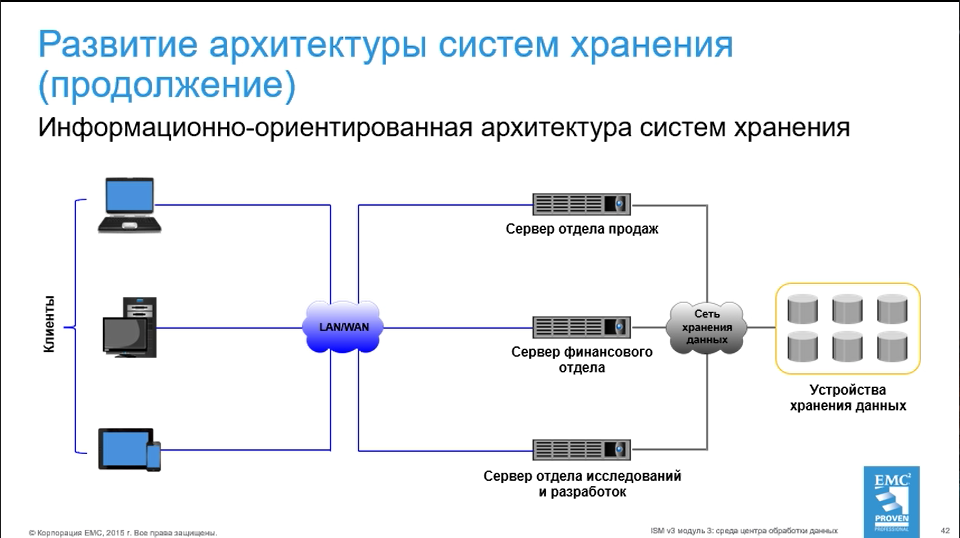 Развитие архитектуры систем хранения
(продолжение)
Информационно-ориентированная архитектура систем хранения
Клиенты
LAN/WAN
Сервер отдела продаж
Сервер финансового
отдела
Сервер отдела исследований
и разработок
Сеть
хранения
данных
Устройства
хранения данных
EMC²
PROVEN
PROFESSIONAL
© Корпорация EMC, 2015 г. Все права защищены.
ISM v3 модуль 3: среда центра обработки данных
42